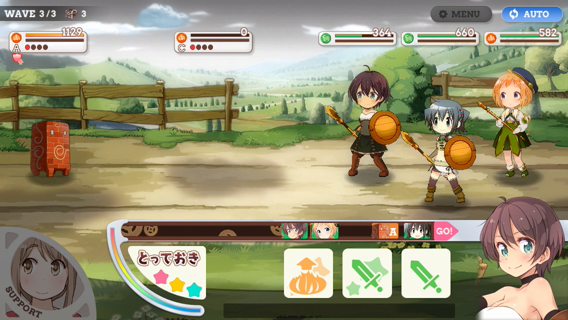 WAVE 3/3 3
MENU
AUTO
1129
0
364
660
582
A
C
A
GO!
とっておき
SUPPORT